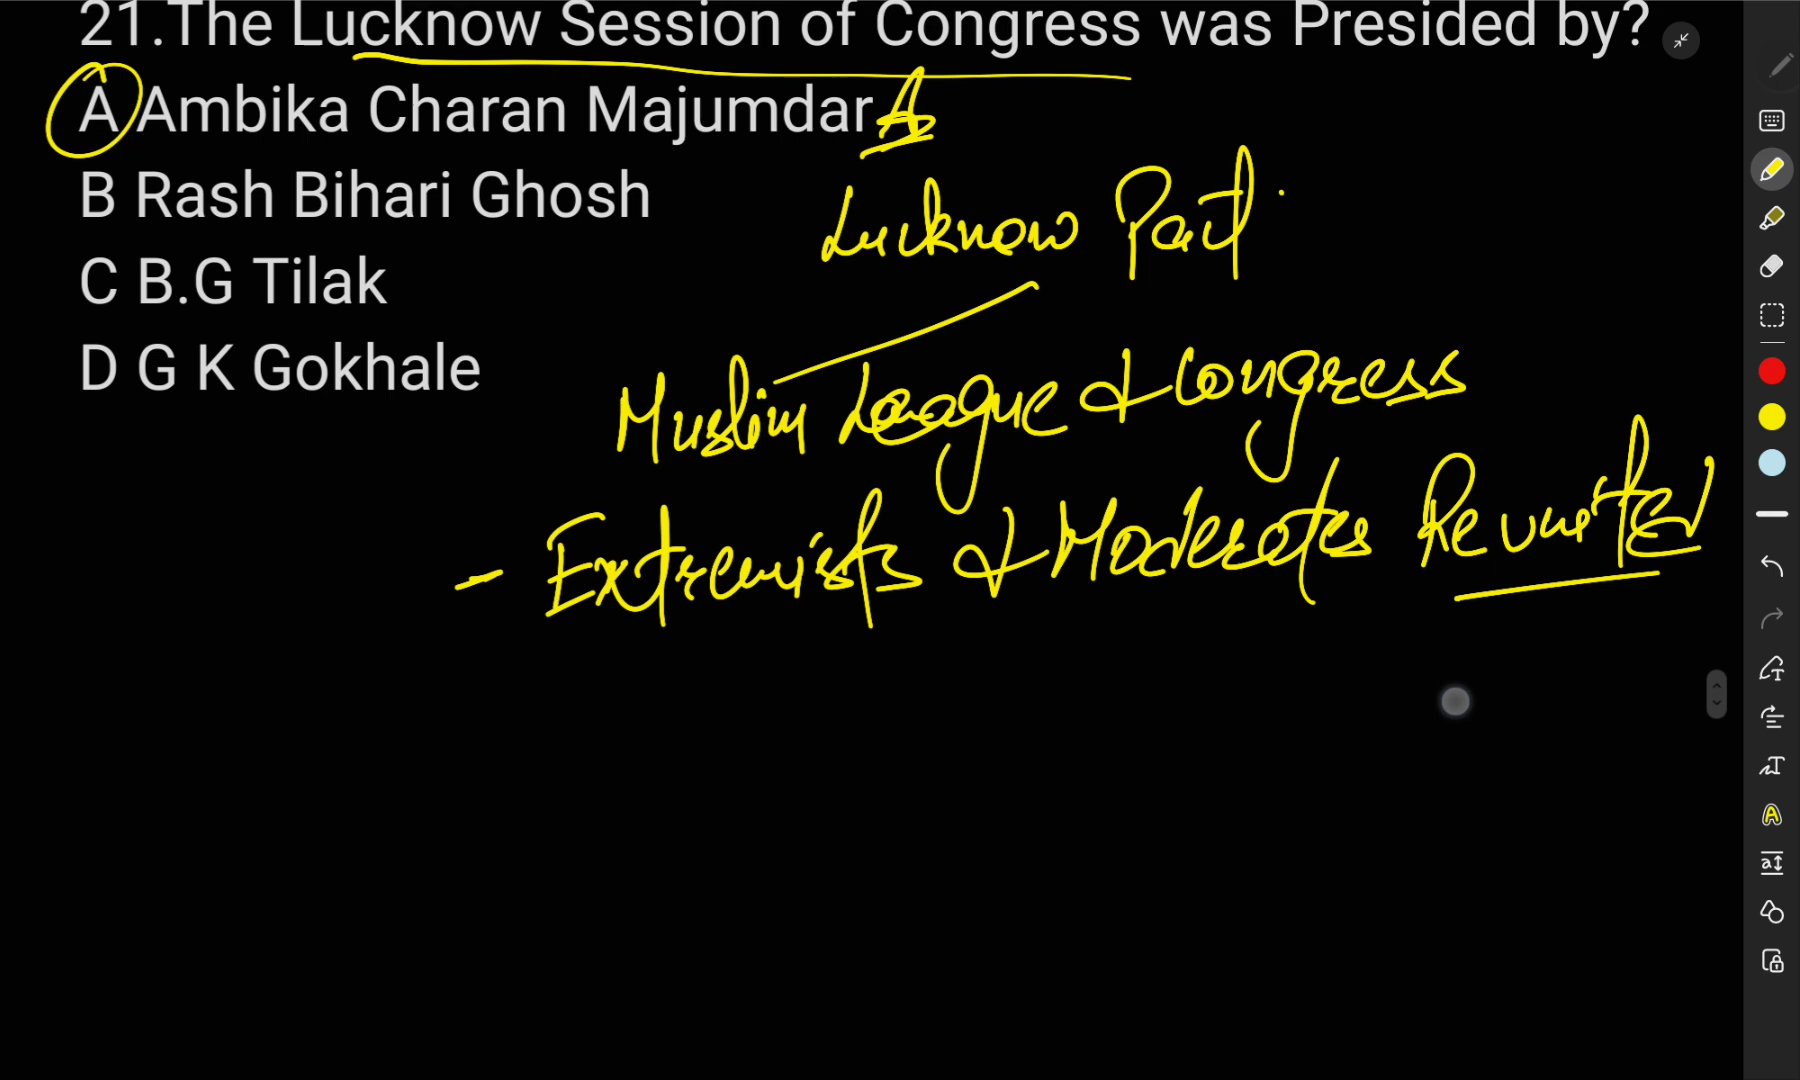 21.The Lucknow Session of Congress was Presided by?
A Ambika Charan Majumdar A
B Rash Bihari Ghosh
Lucknow Pact
C B.G Tilak
D G K Gokhale
Muslim League & Congress
- Extremists & Moderates Reunited